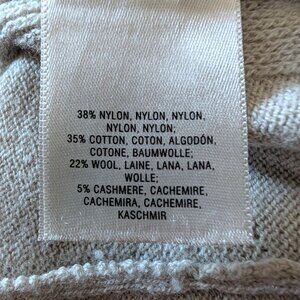 38% NYLON, NYLON, NYLON,
NYLON, NYLON;
35% COTTON, COTON, ALGODÓN,
COTONE, BAUMWOLLE;
22% WOOL, LAINE, LANA, LANA,
WOLLE;
5% CASHMERE, CACHEMIRE,
CACHEMIRA, CACHEMIRE,
KASCHMIR